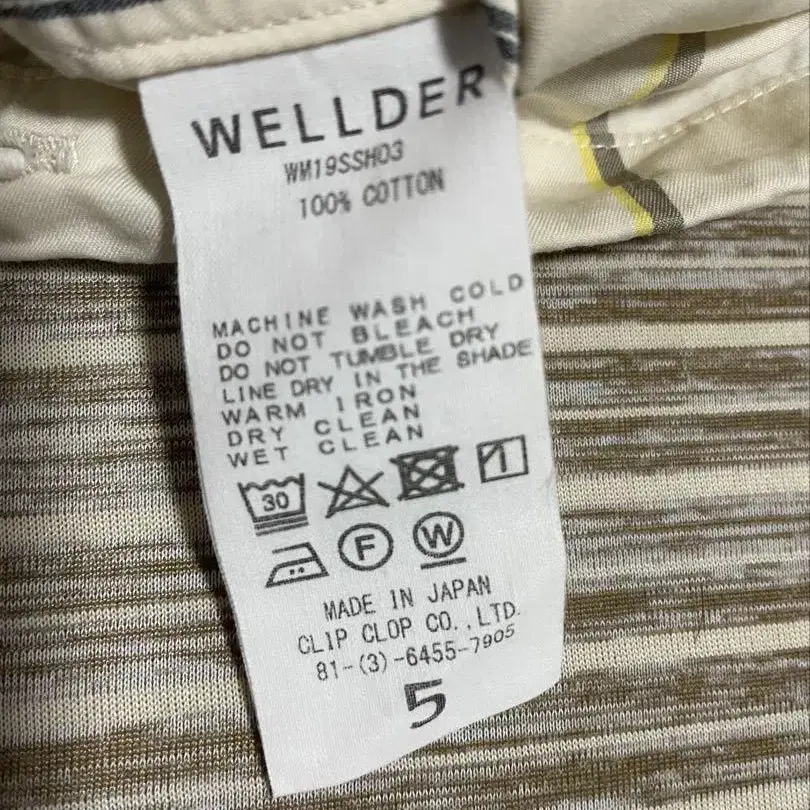 WELLDER
WM19SSH03
100% COTTON
MACHINE WASH COLD
DO NOT BLEACH
DO NOT TUMBLE DRY
LINE DRY IN THE SHADE
WARM IRON
DRY CLEAN
WET CLEAN
30
F W
MADE IN JAPAN
CLIP CLOP CO.,LTD.
81-(3)-6455-7905
5